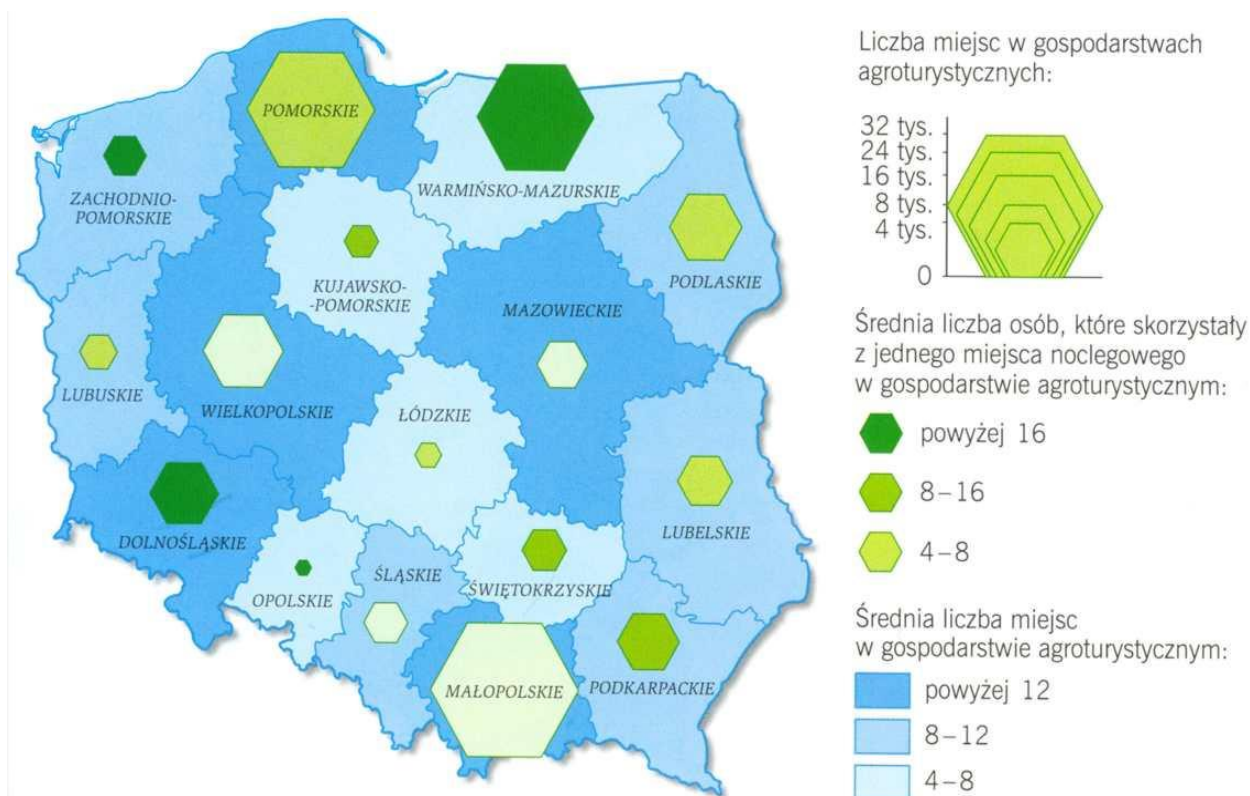 POMORSKIE
ZACHODNIO-
POMORSKIE
WARMIŃSKO-MAZURSKIE
KUJAWSKO-
-POMORSKIE
PODLASKIE
MAZOWIECKIE
LUBUSKIE
WIELKOPOLSKIE
ŁÓDZKIE
DOLNOŚLĄSKIE
LUBELSKIE
OPOLSKIE
ŚLĄSKIE
ŚWIĘTOKRZYSKIE
MAŁOPOLSKIE
PODKARPACKIE
Liczba miejsc w gospodarstwach
agroturystycznych:
32 tys.
24 tys.
16 tys.
8 tys.
4 tys.
0
Średnia liczba osób, które skorzystały
z jednego miejsca noclegowego
w gospodarstwie agroturystycznym:
powyżej 16
8–16
4–8
Średnia liczba miejsc
w gospodarstwie agroturystycznym:
powyżej 12
8–12
4–8